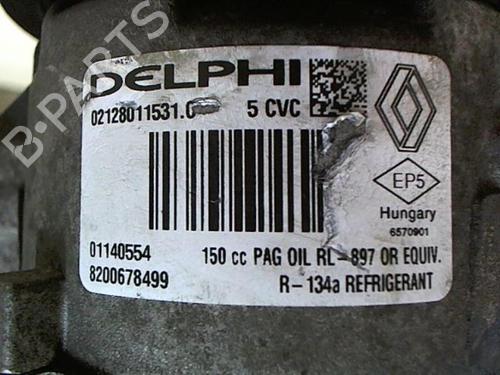 B-PARTS
DELPHI
02128011531.0 5 CVC
EP5
Hungary
6570901
01140554 150 cc PAG OIL RL-897 OR EQUIV.
8200678499 R-134a REFRIGERANT